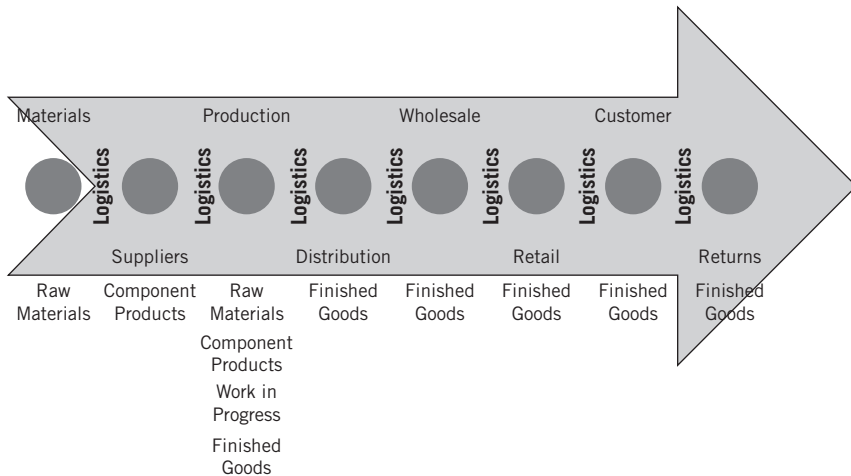 Materials Production Wholesale Customer
Logistics Logistics Logistics Logistics Logistics Logistics Logistics
Suppliers Distribution Retail Returns
Raw Component Raw Finished Finished Finished Finished Finished
Materials Products Materials Goods Goods Goods Goods Goods
Component
Products
Work in
Progress
Finished
Goods